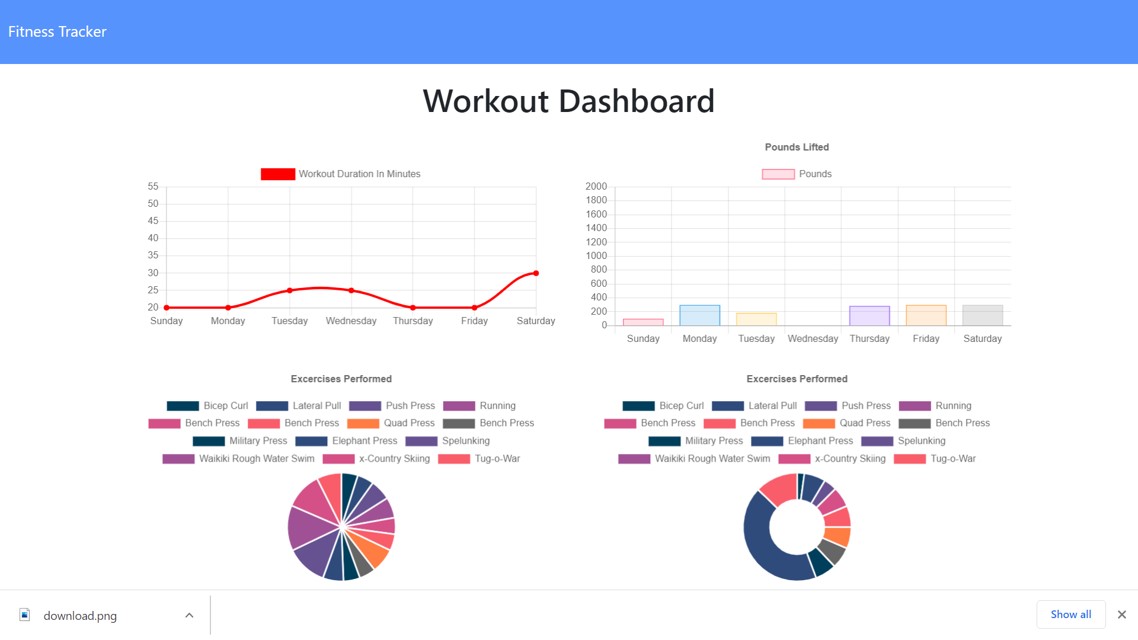 Fitness Tracker
Workout Dashboard
Workout Duration In Minutes
55
50
45
40
35
30
25
20
Sunday Monday Tuesday Wednesday Thursday Friday Saturday
Pounds Lifted
Pounds
2000
1800
1600
1400
1200
1000
800
600
400
200
0
Sunday Monday Tuesday Wednesday Thursday Friday Saturday
Excercises Performed
Bicep Curl Lateral Pull Push Press Running
Bench Press Bench Press Quad Press Bench Press
Military Press Elephant Press Spelunking
Waikiki Rough Water Swim x-Country Skiing Tug-o-War
Excercises Performed
Bicep Curl Lateral Pull Push Press Running
Bench Press Bench Press Quad Press Bench Press
Military Press Elephant Press Spelunking
Waikiki Rough Water Swim x-Country Skiing Tug-o-War
download.png
Show all